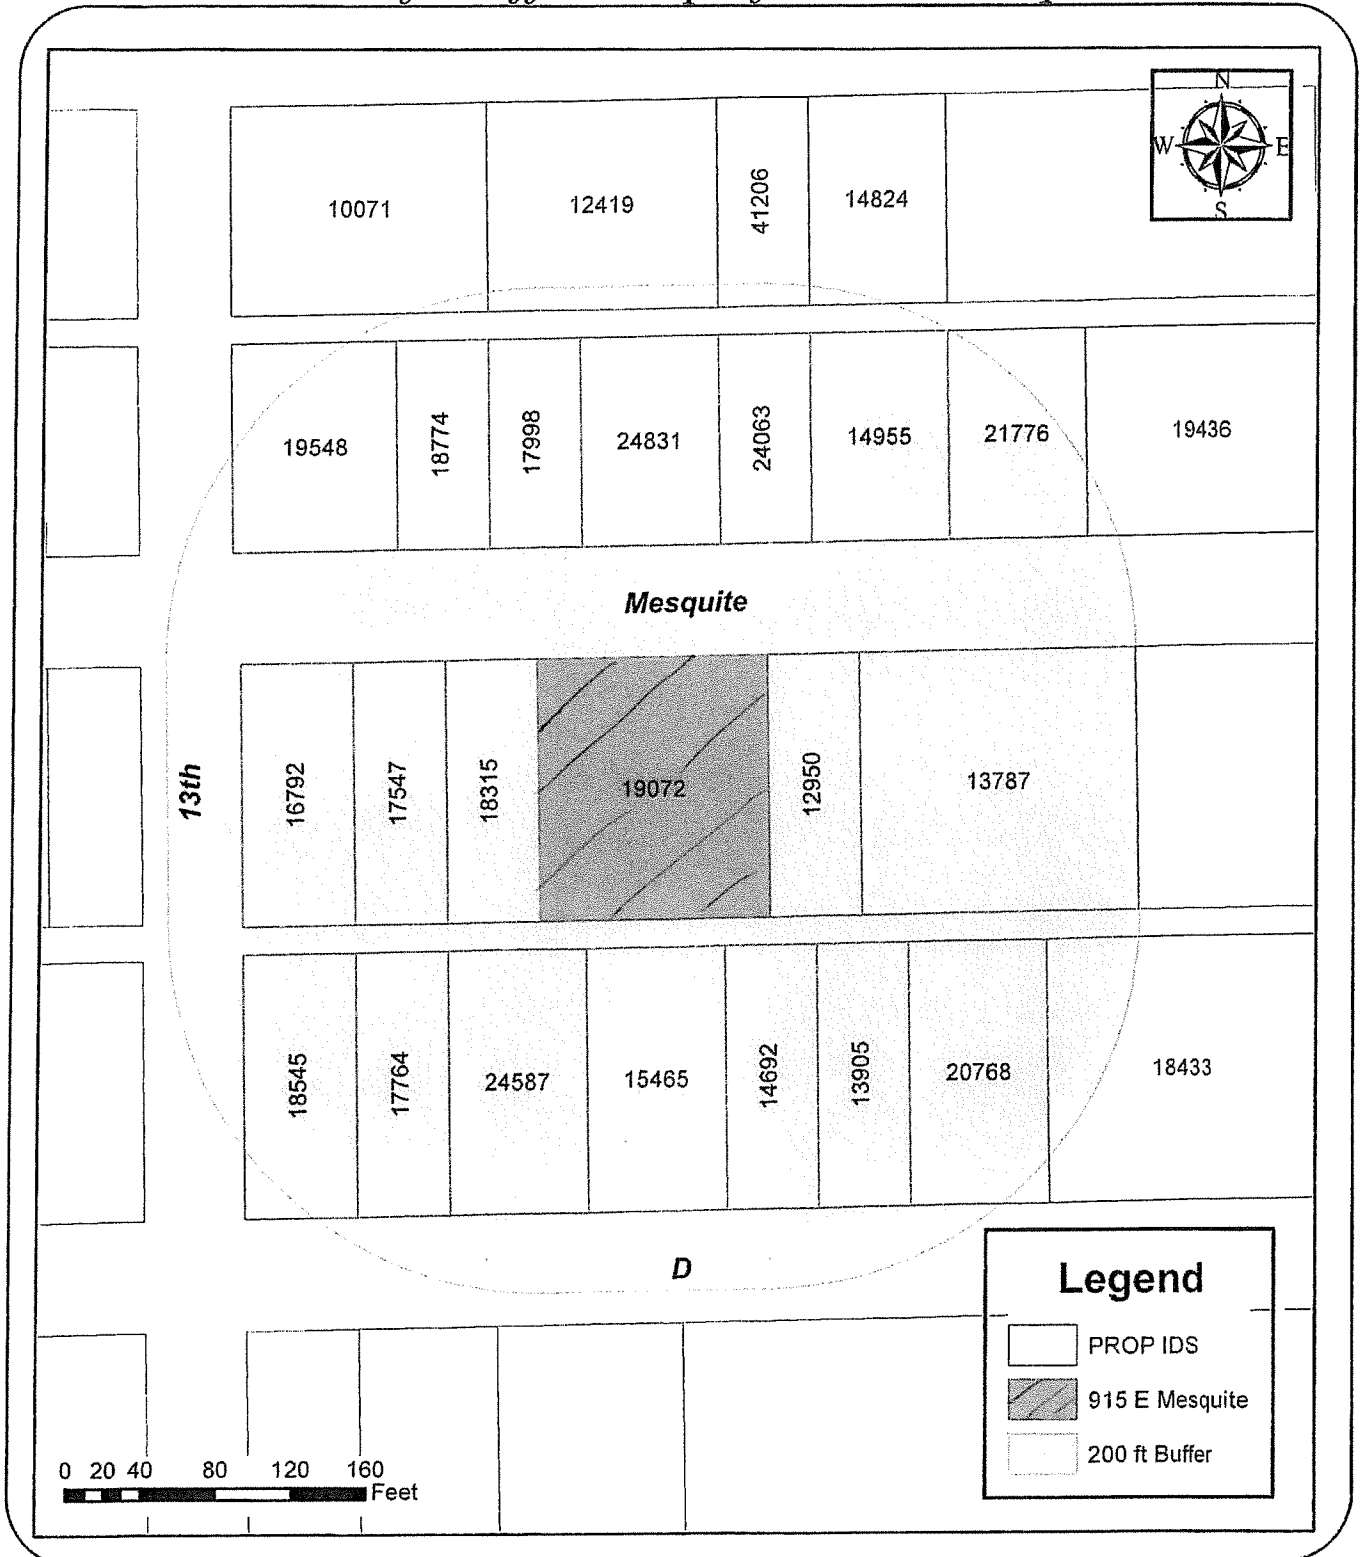 N
W E
S
10071 12419 41206 14824
19548 18774 17998 24831 24063 14955 21776 19436
Mesquite
13th
16792 17547 18315 19072 12950 13787
18545 17764 24587 15465 14692 13905 20768 18433
D
Legend
PROP IDS
915 E Mesquite
200 ft Buffer
0 20 40 80 120 160
Feet